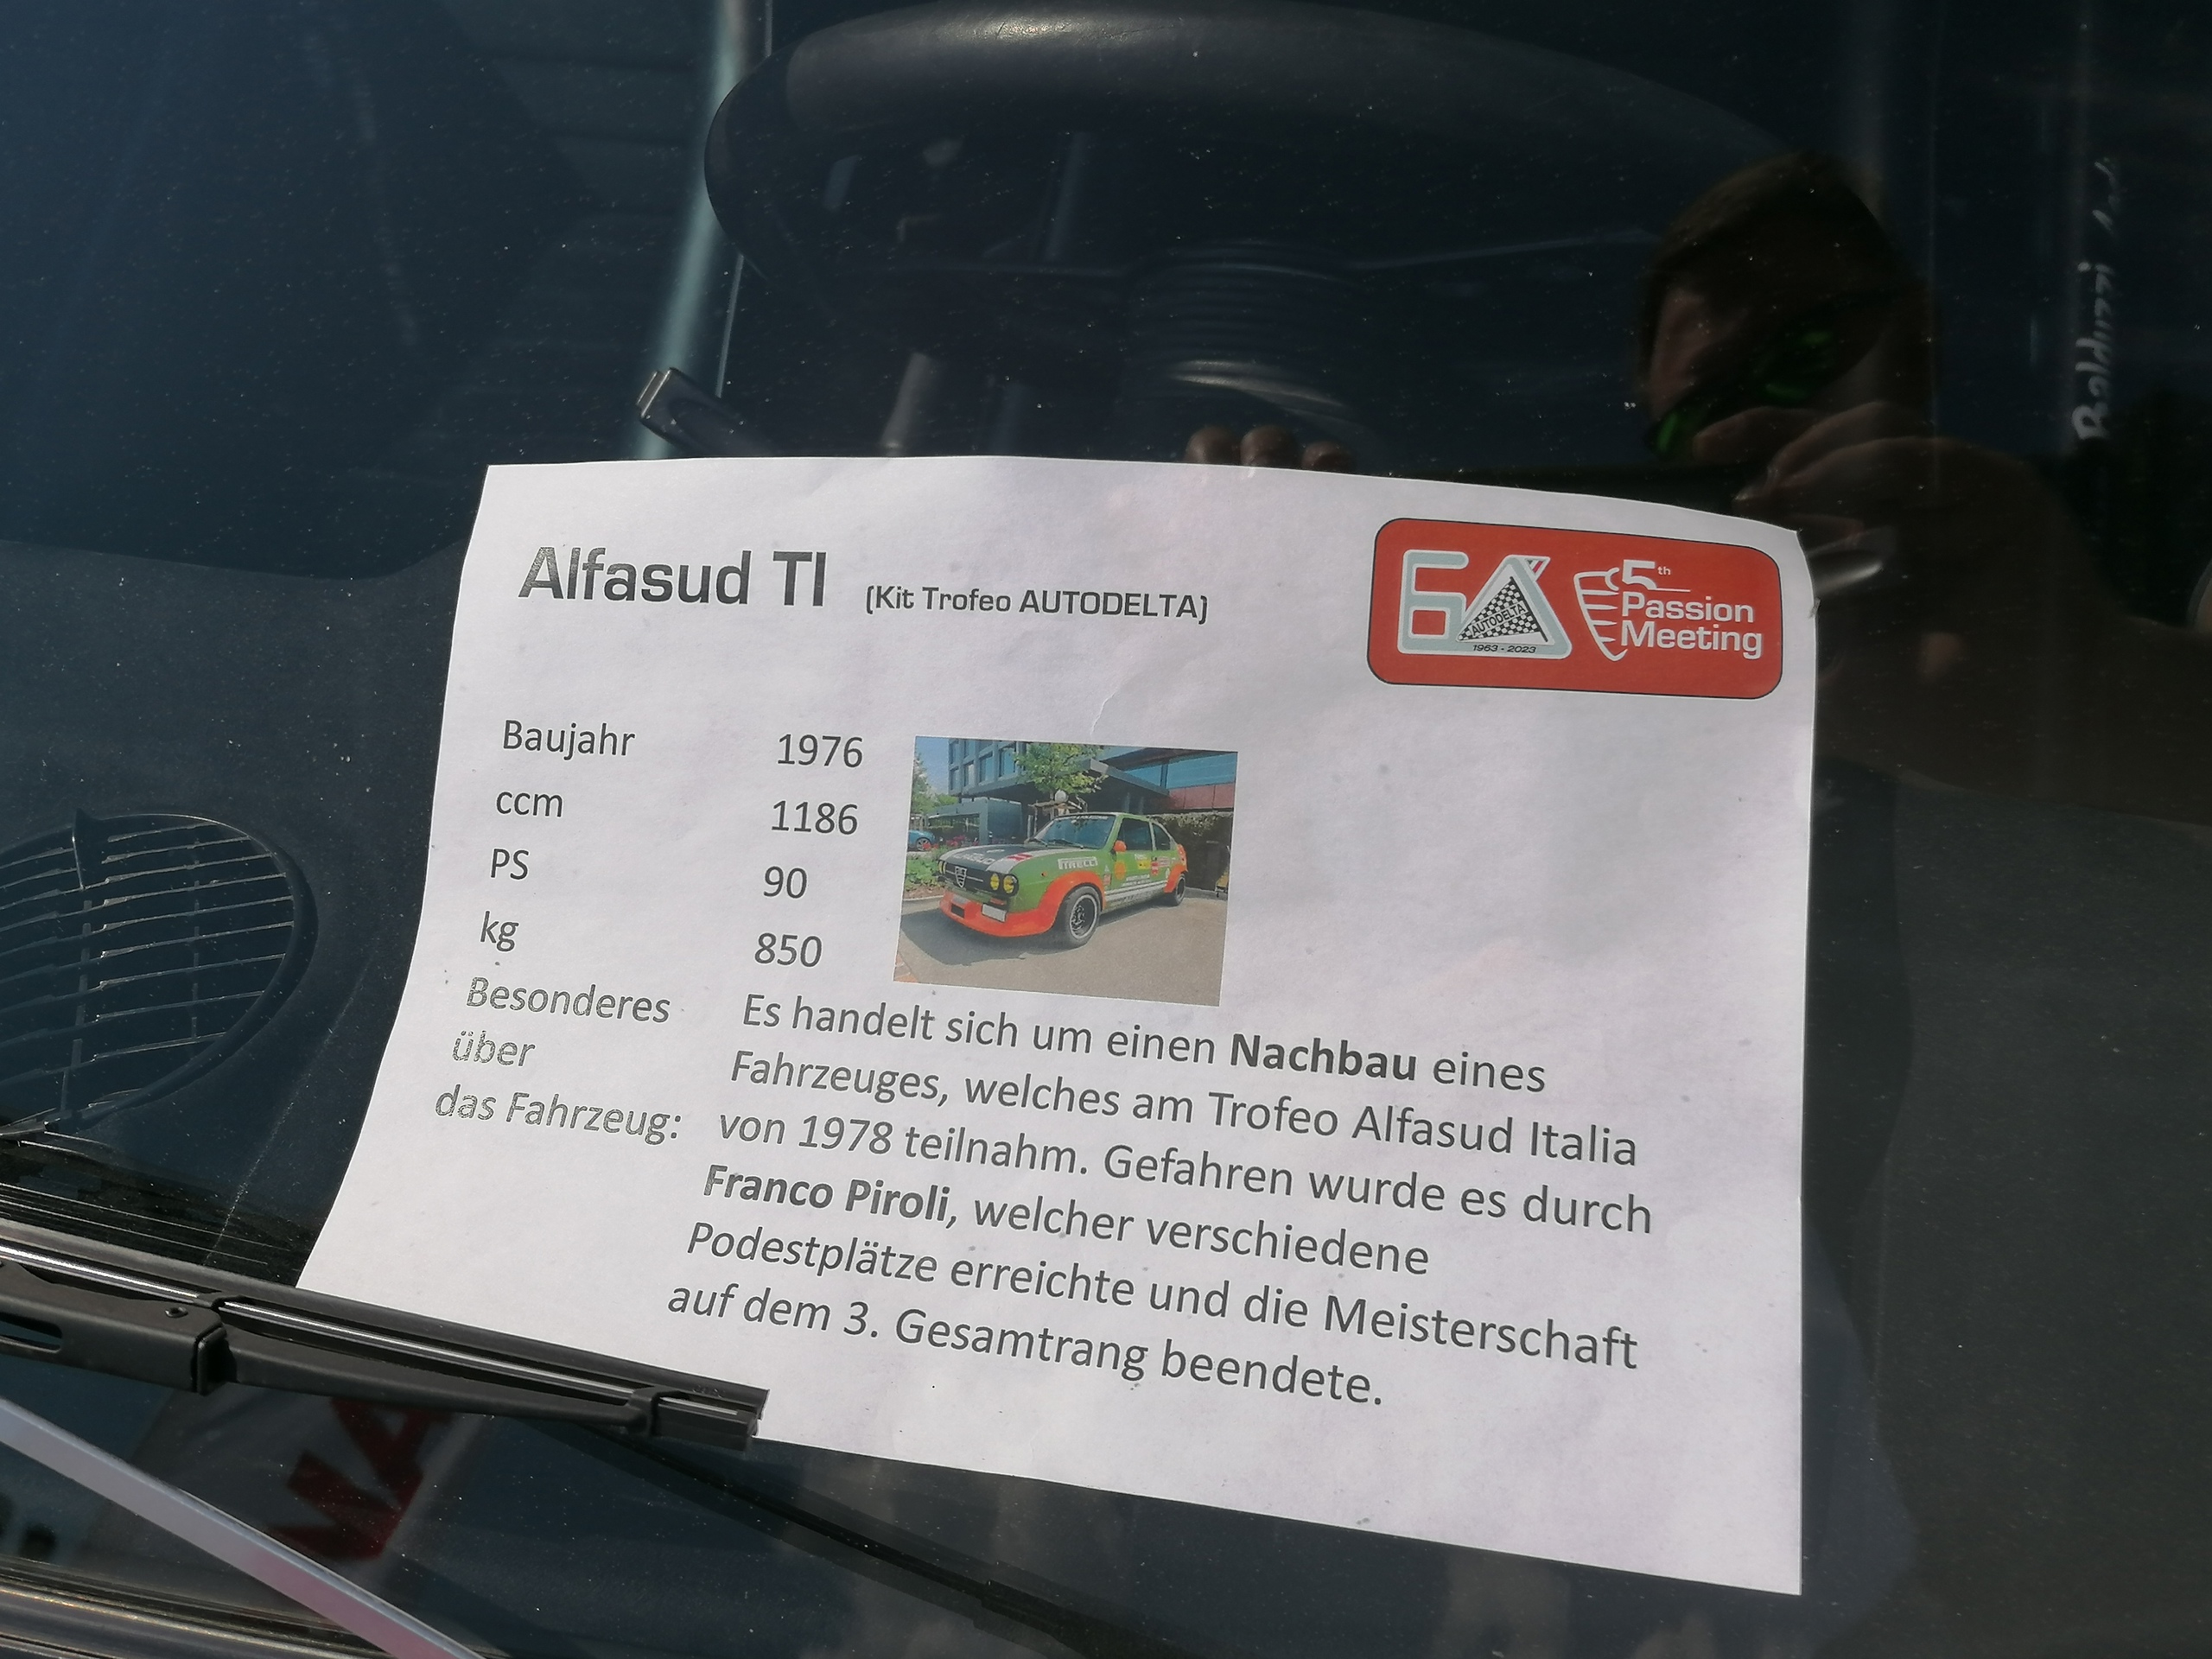 Alfasud TI (Kit Trofeo AUTODELTA)
60
AUTODELTA
1963 - 2023
5th
Passion
Meeting
Baujahr 1976
ccm 1186
PS 90
kg 850
PIRELLI
Besonderes
über
das Fahrzeug:
Es handelt sich um einen Nachbau eines
Fahrzeuges, welches am Trofeo Alfasud Italia
von 1978 teilnahm. Gefahren wurde es durch
Franco Piroli, welcher verschiedene
Podestplätze erreichte und die Meisterschaft
auf dem 3. Gesamtrang beendete.